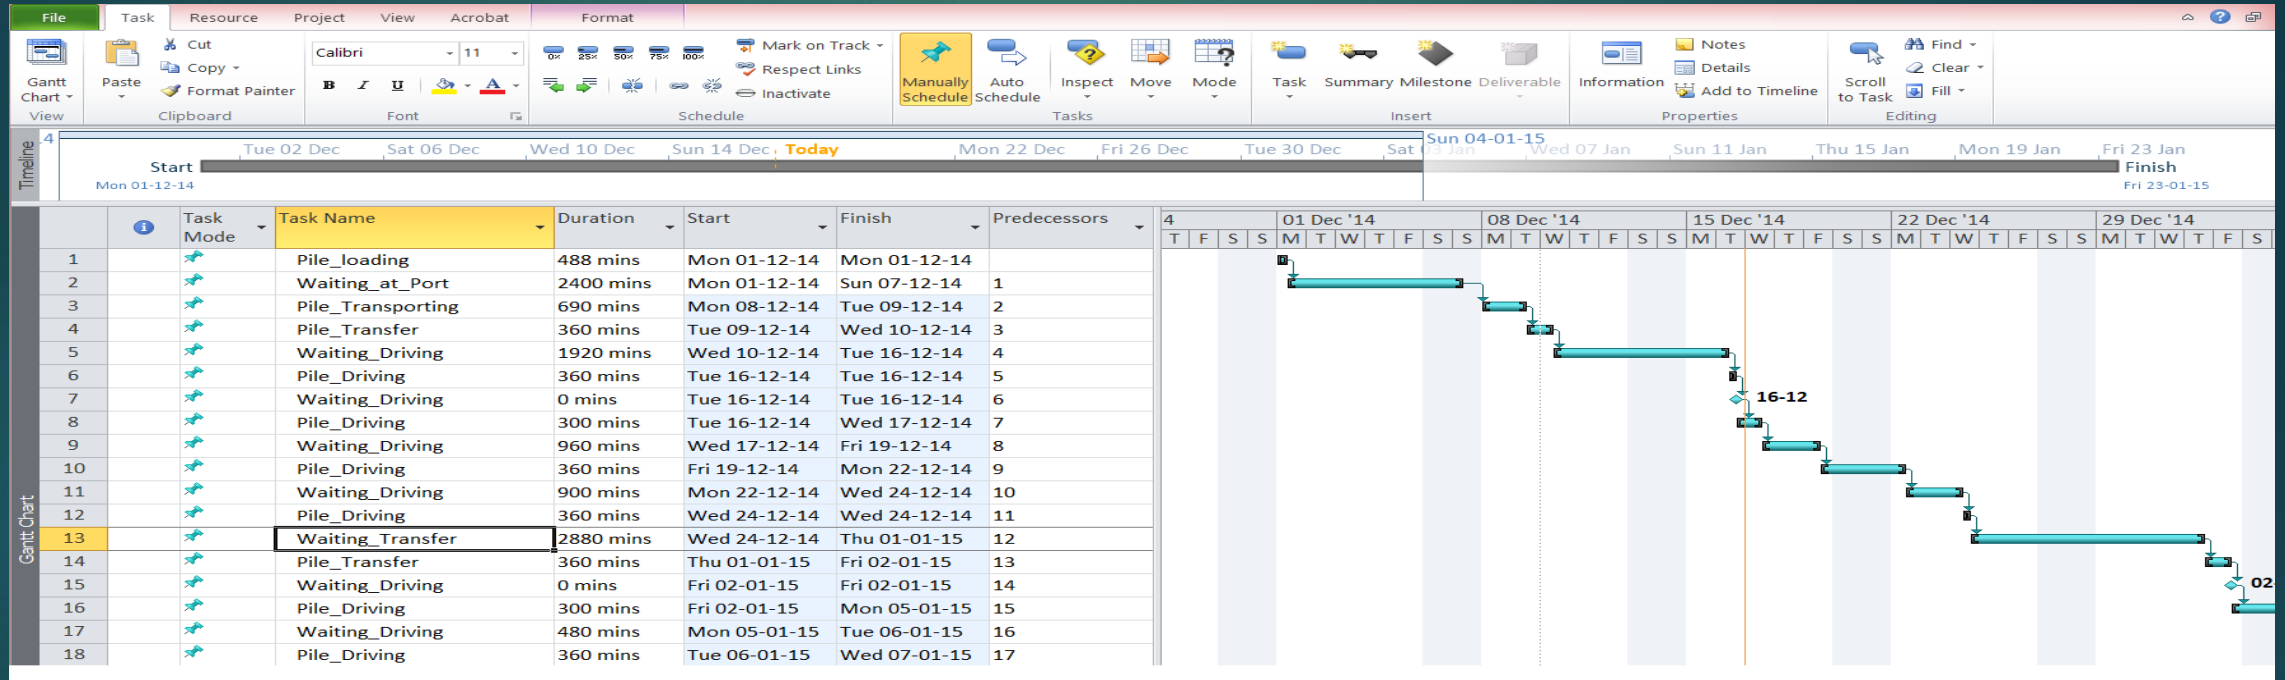 File Task Resource Project View Acrobat Format
Gantt Chart
View
Paste
Cut
Copy
Format Painter
Clipboard
Calibri 11
B I U A
Font
0% 25% 50% 75% 100%
Mark on Track
Respect Links
Inactivate
Schedule
Manually Schedule
Auto Schedule
Inspect
Move
Mode
Tasks
Task
Summary
Milestone
Deliverable
Insert
Information
Notes
Details
Add to Timeline
Properties
Scroll to Task
Find
Clear
Fill
Editing
Timeline
4
Sun 04-01-15
Tue 02 Dec Sat 06 Dec Wed 10 Dec Sun 14 Dec Today Mon 22 Dec Fri 26 Dec Tue 30 Dec Sat 03 Jan Wed 07 Jan Sun 11 Jan Thu 15 Jan Mon 19 Jan Fri 23 Jan
Start
Mon 01-12-14
Finish
Fri 23-01-15
Gantt Chart
Task Mode Task Name Duration Start Finish Predecessors
4 01 Dec '14 08 Dec '14 15 Dec '14 22 Dec '14 29 Dec '14
T F S S M T W T F S S M T W T F S S M T W T F S S M T W T F S S M T W T F S
1 Pile_loading 488 mins Mon 01-12-14 Mon 01-12-14
2 Waiting_at_Port 2400 mins Mon 01-12-14 Sun 07-12-14 1
3 Pile_Transporting 690 mins Mon 08-12-14 Tue 09-12-14 2
4 Pile_Transfer 360 mins Tue 09-12-14 Wed 10-12-14 3
5 Waiting_Driving 1920 mins Wed 10-12-14 Tue 16-12-14 4
6 Pile_Driving 360 mins Tue 16-12-14 Tue 16-12-14 5
7 Waiting_Driving 0 mins Tue 16-12-14 Tue 16-12-14 6 16-12
8 Pile_Driving 300 mins Tue 16-12-14 Wed 17-12-14 7
9 Waiting_Driving 960 mins Wed 17-12-14 Fri 19-12-14 8
10 Pile_Driving 360 mins Fri 19-12-14 Mon 22-12-14 9
11 Waiting_Driving 900 mins Mon 22-12-14 Wed 24-12-14 10
12 Pile_Driving 360 mins Wed 24-12-14 Wed 24-12-14 11
13 Waiting_Transfer 2880 mins Wed 24-12-14 Thu 01-01-15 12
14 Pile_Transfer 360 mins Thu 01-01-15 Fri 02-01-15 13
15 Waiting_Driving 0 mins Fri 02-01-15 Fri 02-01-15 14 02-
16 Pile_Driving 300 mins Fri 02-01-15 Mon 05-01-15 15
17 Waiting_Driving 480 mins Mon 05-01-15 Tue 06-01-15 16
18 Pile_Driving 360 mins Tue 06-01-15 Wed 07-01-15 17